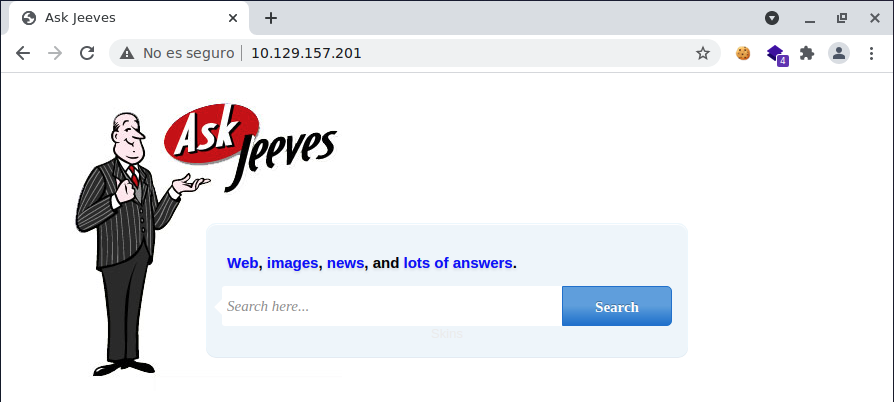 Ask Jeeves
No es seguro 10.129.157.201
4
Ask
Jeeves
Web, images, news, and lots of answers.
Search here...
Search
Skins